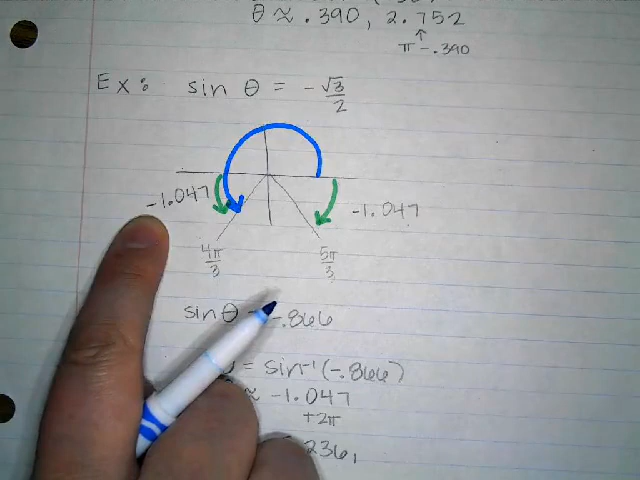 θ ≈ .390, 2.752
↑
π - .390
Ex: sin θ = -√3/2
-1.047
-1.047
4π/3
5π/3
sin θ = -.866
= sin⁻¹(-.866)
≈ -1.047
+2π
236,